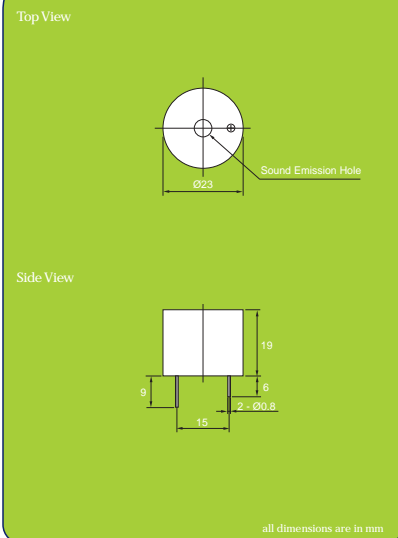 Top View
Sound Emission Hole
Ø23
Side View
19
9
6
2 - Ø0.8
15
all dimensions are in mm